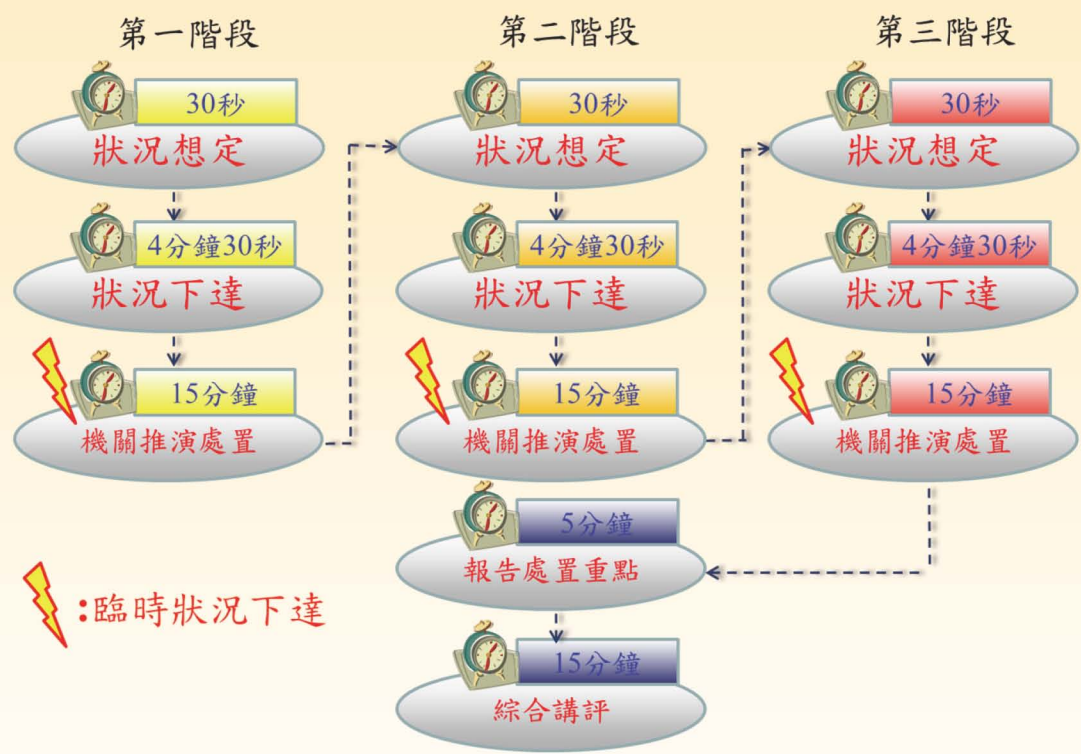 第一階段
30秒
狀況想定
4分鐘30秒
狀況下達
15分鐘
機關推演處置
第二階段
30秒
狀況想定
4分鐘30秒
狀況下達
15分鐘
機關推演處置
第三階段
30秒
狀況想定
4分鐘30秒
狀況下達
15分鐘
機關推演處置
5分鐘
報告處置重點
15分鐘
綜合講評
:臨時狀況下達